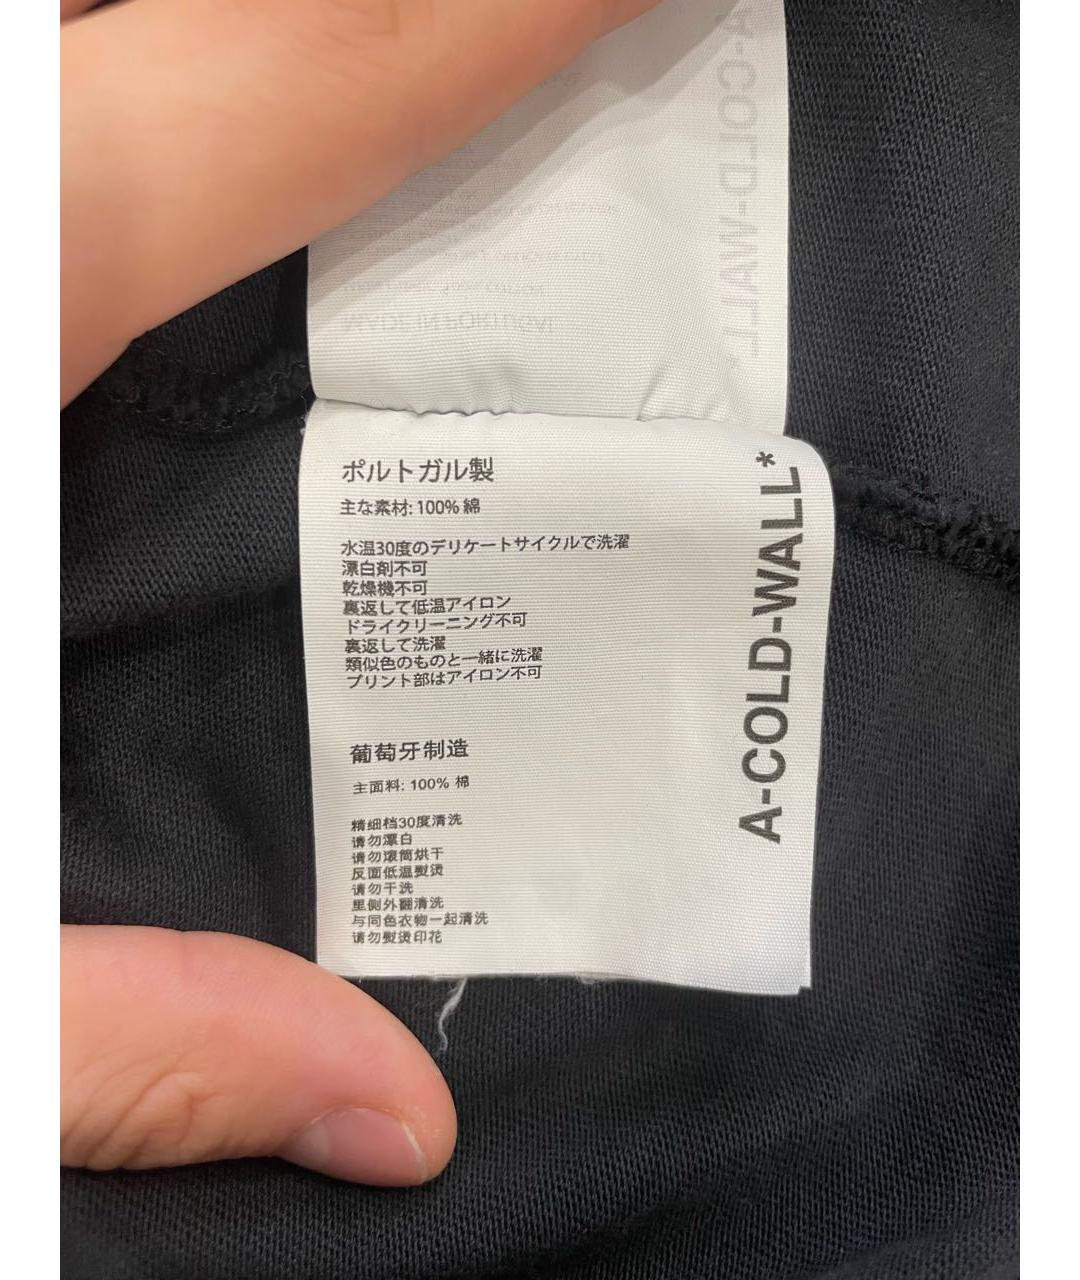 ポルトガル製
主な素材: 100% 綿
水温30度のデリケートサイクルで洗濯
漂白剤不可
乾燥機不可
裏返して低温アイロン
ドライクリーニング不可
裏返して洗濯
類似色のものと一緒に洗濯
プリント部はアイロン不可
葡萄牙制造
主面料: 100% 棉
精细档30度清洗
请勿漂白
请勿滚筒烘干
反面低温熨烫
请勿干洗
里侧外翻清洗
与同色衣物一起清洗
请勿熨烫印花
A-COLD-WALL*
A-COLD-WALL*
MADE IN PORTUGAL